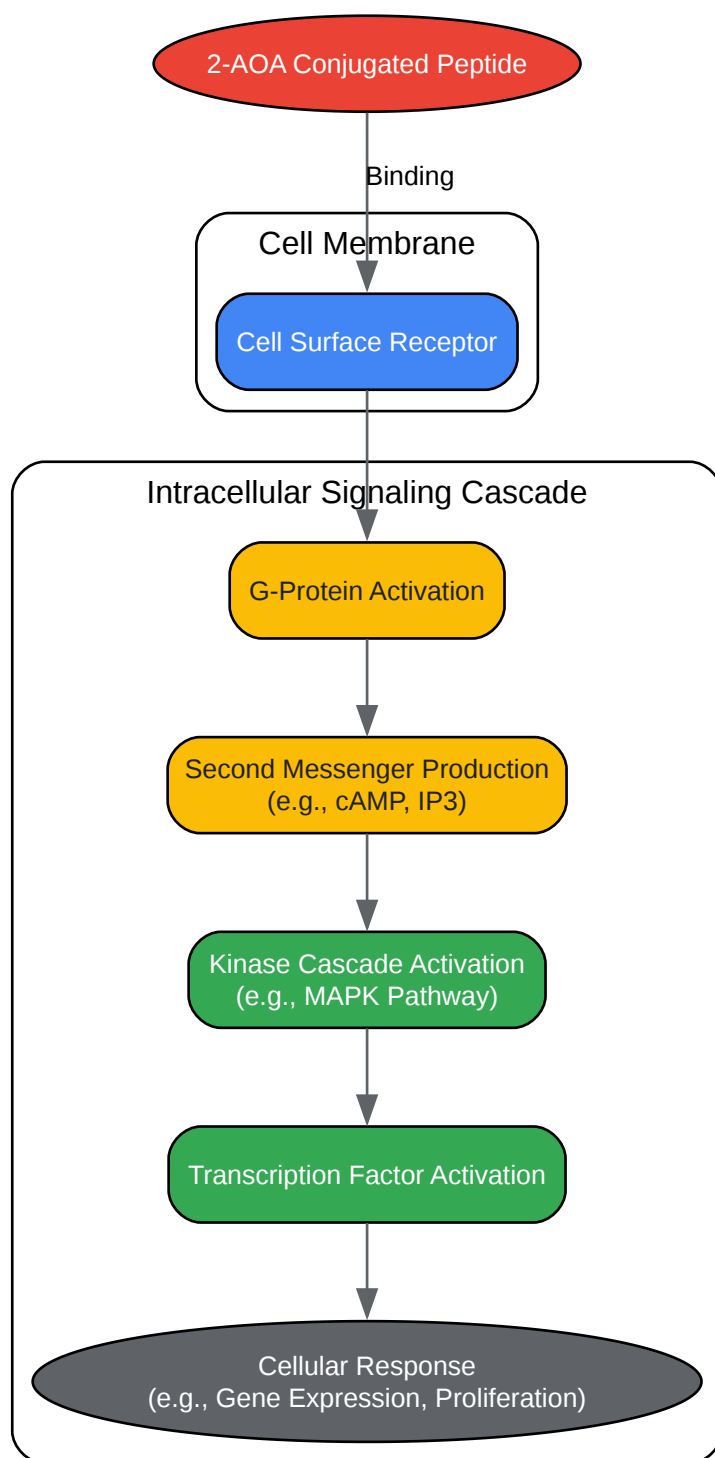 2-AOA Conjugated Peptide
Binding
Cell Membrane
Cell Surface Receptor
Intracellular Signaling Cascade
G-Protein Activation
Second Messenger Production
(e.g., cAMP, IP3)
Kinase Cascade Activation
(e.g., MAPK Pathway)
Transcription Factor Activation
Cellular Response
(e.g., Gene Expression, Proliferation)